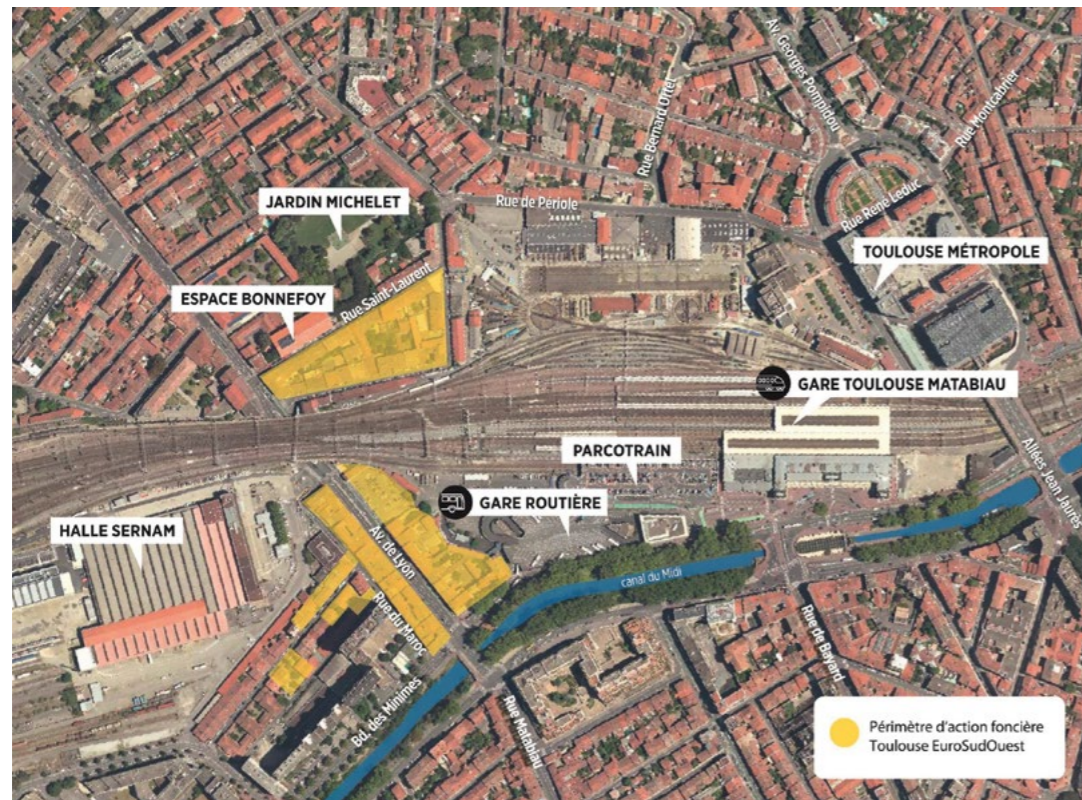 Av. Georges Pompidou
Rue Montcabrier
Rue Bernard Ortet
JARDIN MICHELET
Rue de Périole
Rue René Leduc
TOULOUSE MÉTROPOLE
ESPACE BONNEFOY
Rue Saint-Laurent
GARE TOULOUSE MATABIAU
PARCOTRAIN
Allées Jean Jaurès
GARE ROUTIÈRE
HALLE SERNAM
Av. de Lyon
canal du Midi
Rue du Maroc
Rue de Bayard
Bd. des Minimes
Rue Matabiau
Périmètre d'action foncière
Toulouse EuroSudOuest